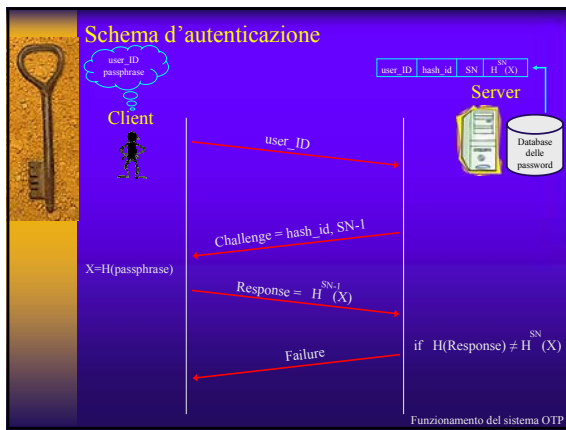 Schema d'autenticazione
user_ID
passphrase
user_ID hash_id SN H^SN(X)
Server
Client
Database
delle
password
user_ID
Challenge = hash_id, SN-1
X=H(passphrase)
Response = H^SN-1(X)
if H(Response) ≠ H^SN(X)
Failure
Funzionamento del sistema OTP